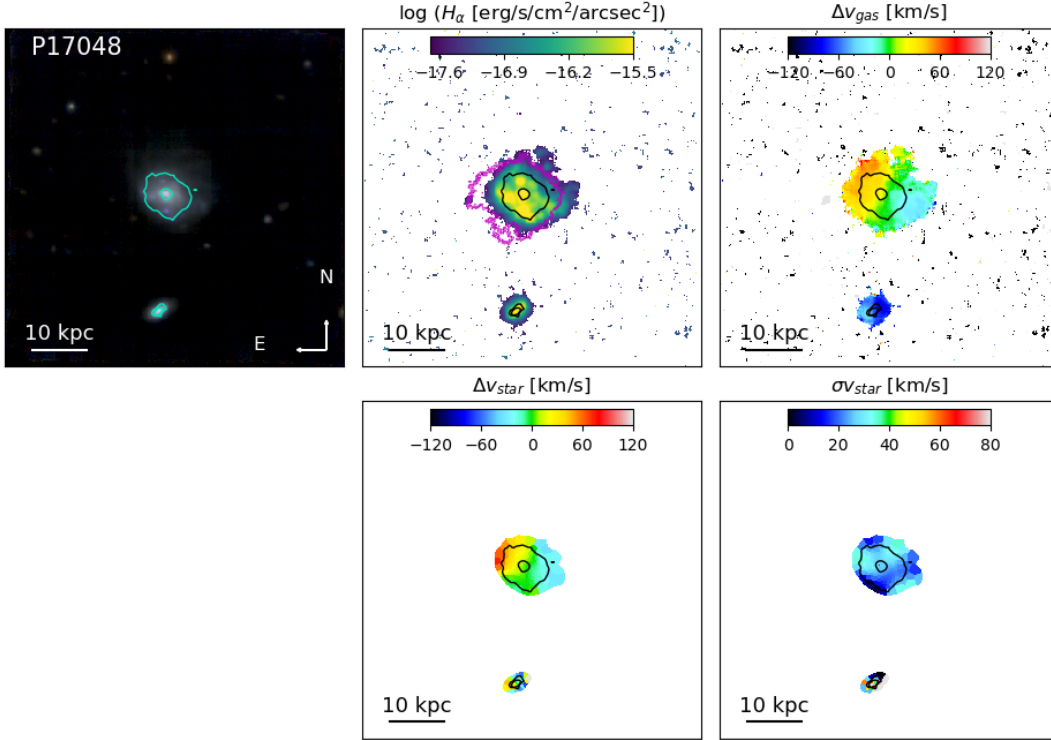 P17048
N
E
10 kpc
log (Hα [erg/s/cm²/arcsec²])
−17.6 −16.9 −16.2 −15.5
10 kpc
Δv_gas [km/s]
−120 −60 0 60 120
10 kpc
Δv_star [km/s]
−120 −60 0 60 120
10 kpc
σv_star [km/s]
0 20 40 60 80
10 kpc